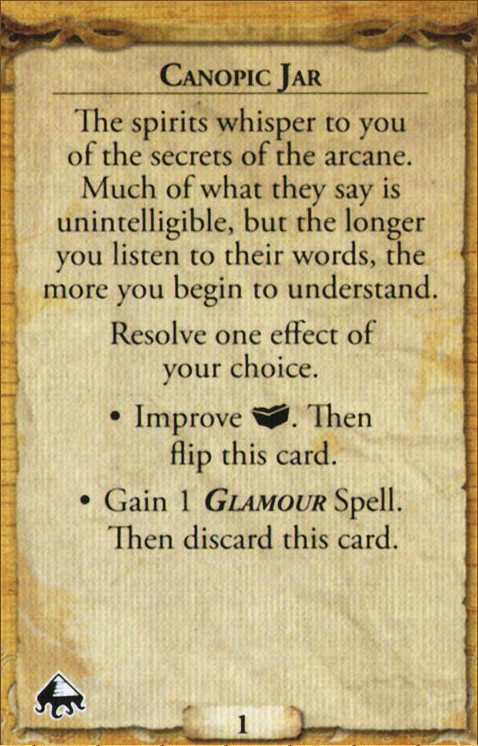 CANOPIC JAR
The spirits whisper to you
of the secrets of the arcane.
Much of what they say is
unintelligible, but the longer
you listen to their words, the
more you begin to understand.
Resolve one effect of
your choice.
• Improve . Then
flip this card.
• Gain 1 GLAMOUR Spell.
Then discard this card.
1